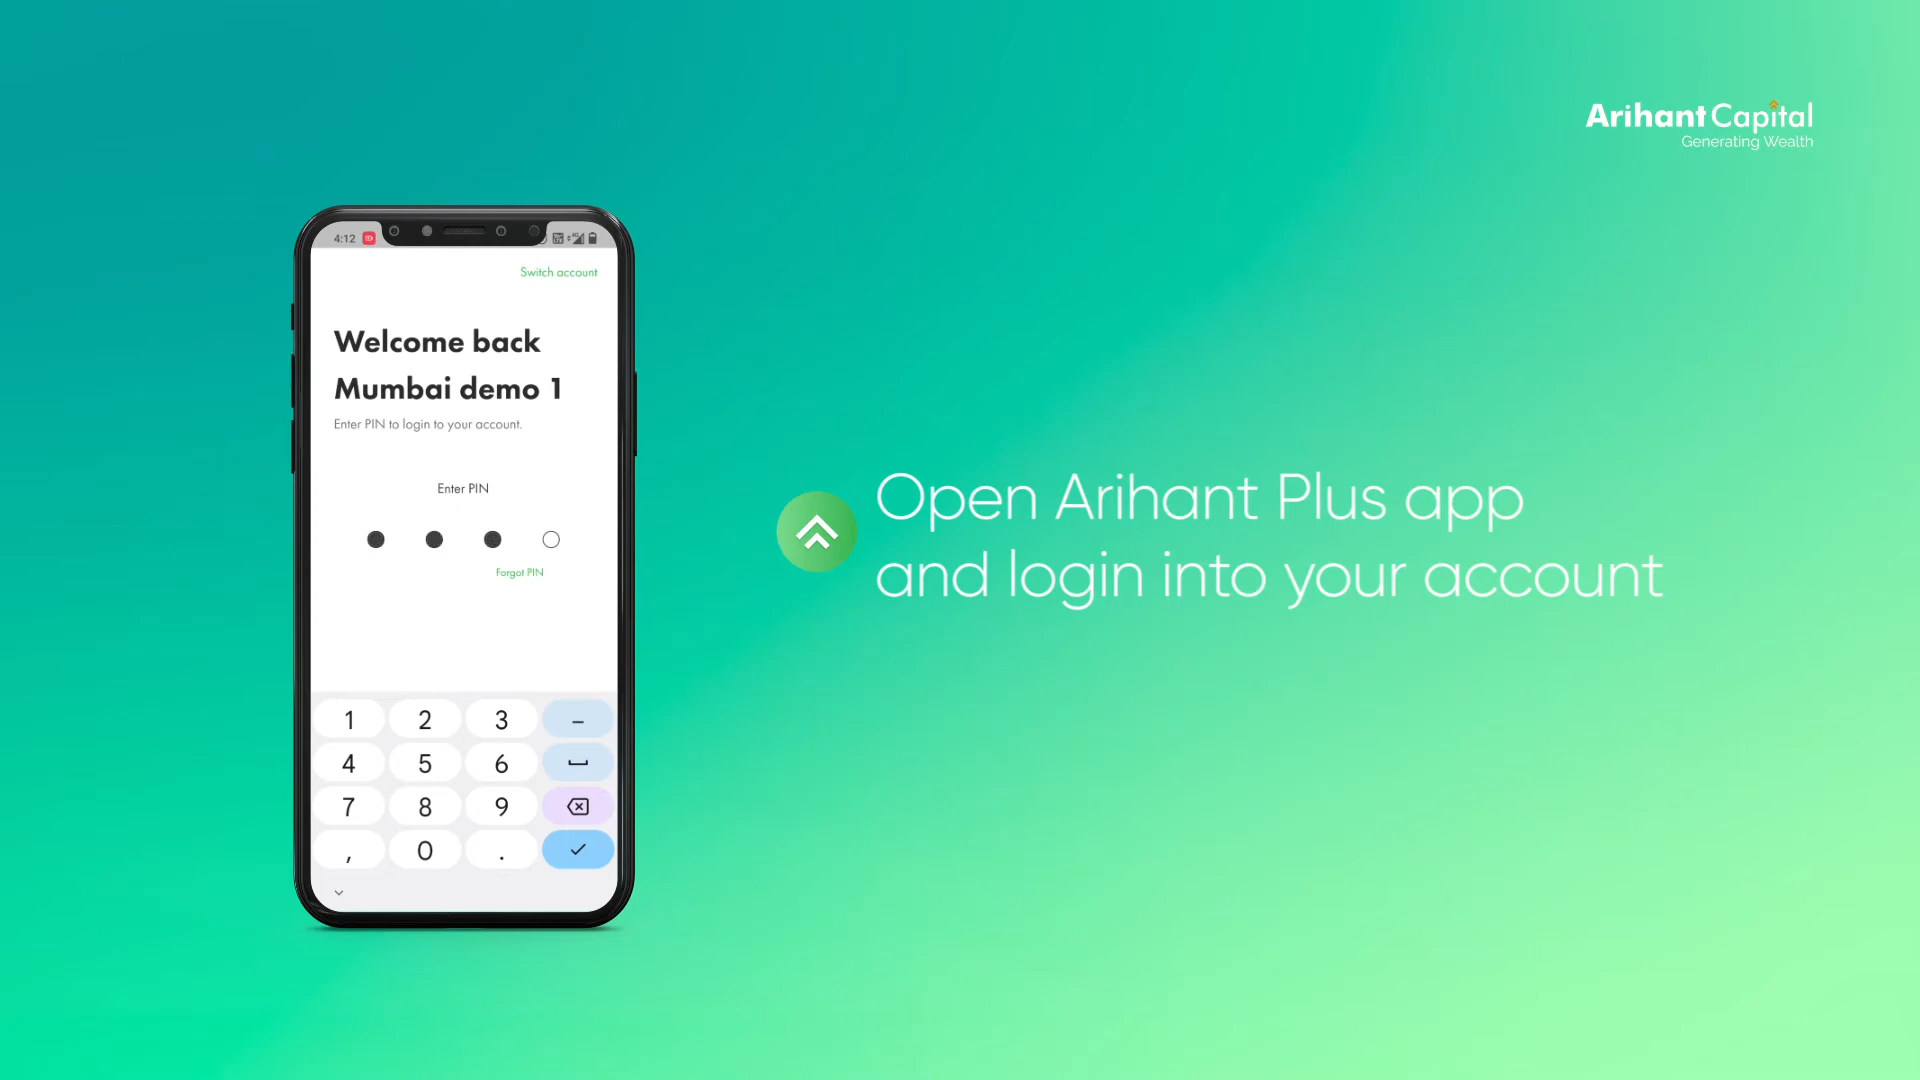 Arihant Capital
Generating Wealth
4:12
Switch account
Welcome back
Mumbai demo 1
Enter PIN to login to your account.
Enter PIN
Forgot PIN
Open Arihant Plus app
and login into your account
1 2 3 –
4 5 6
7 8 9
, 0 .